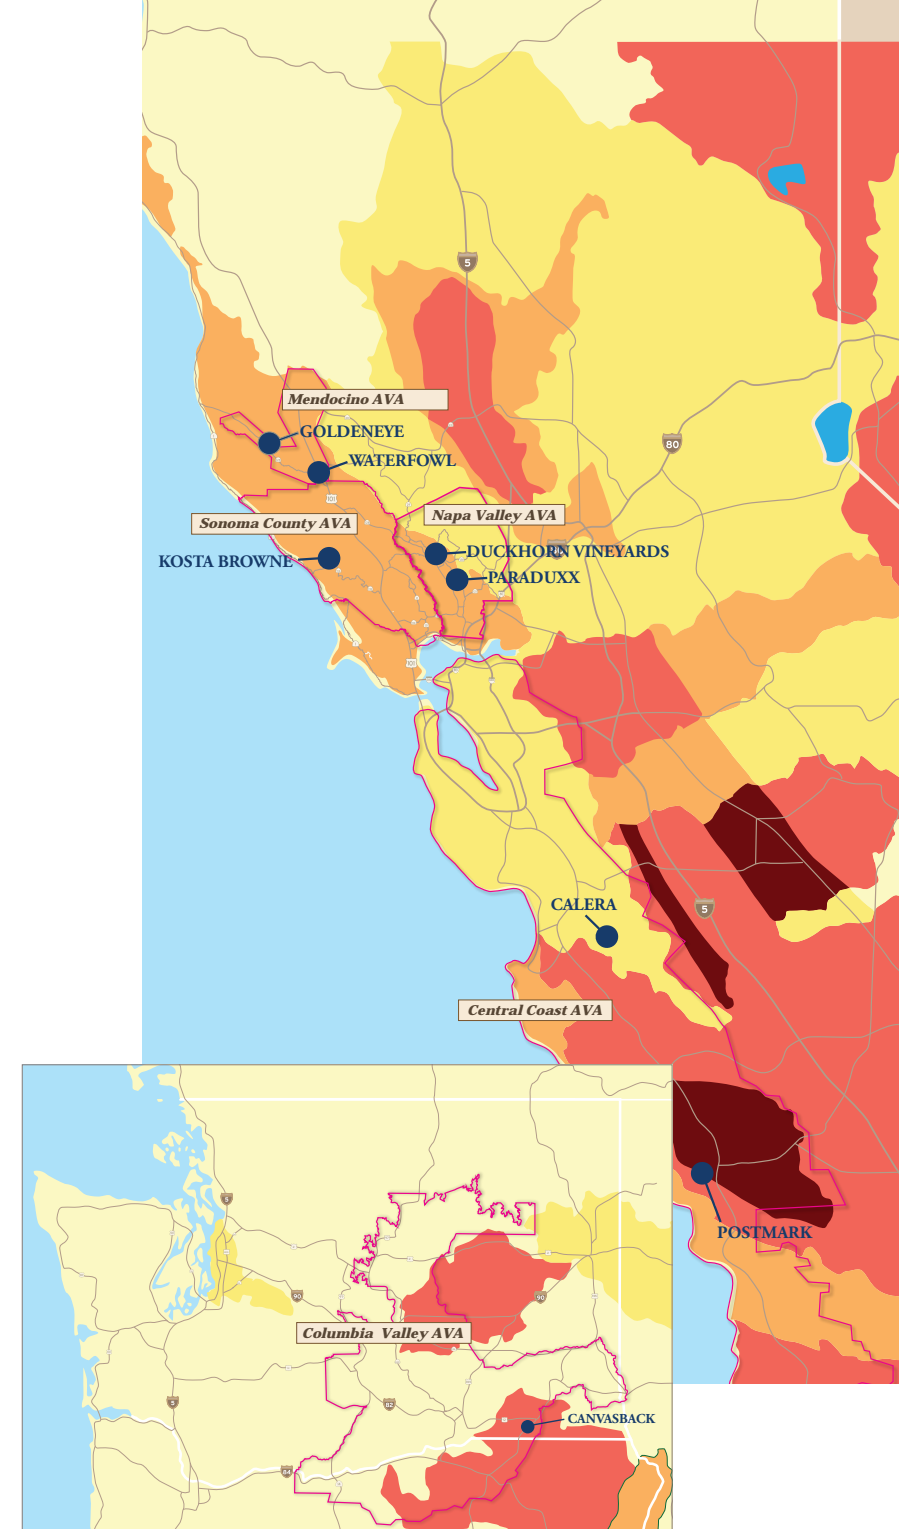 5
Mendocino AVA
GOLDENEYE
80
WATERFOWL
101
Napa Valley AVA
Sonoma County AVA
DUCKHORN VINEYARDS
KOSTA BROWNE
PARADUXX
101
CALERA
5
Central Coast AVA
POSTMARK
5
90
90
Columbia Valley AVA
5
82
CANVASBACK
84